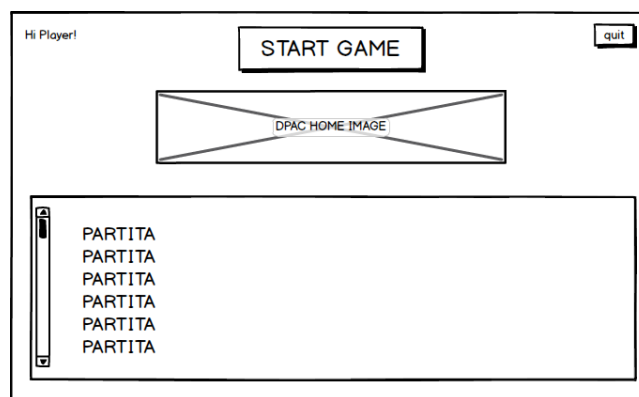 Hi Player!
START GAME
quit
DPAC HOME IMAGE
PARTITA
PARTITA
PARTITA
PARTITA
PARTITA
PARTITA